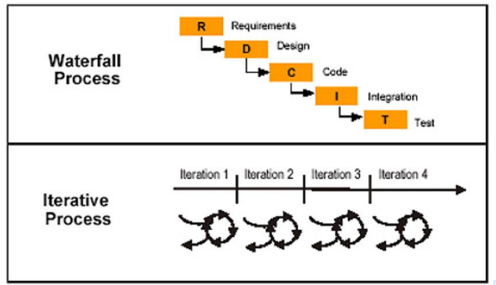 Waterfall
Process
R Requirements
D Design
C Code
I Integration
T Test
Iterative
Process
Iteration 1 Iteration 2 Iteration 3 Iteration 4